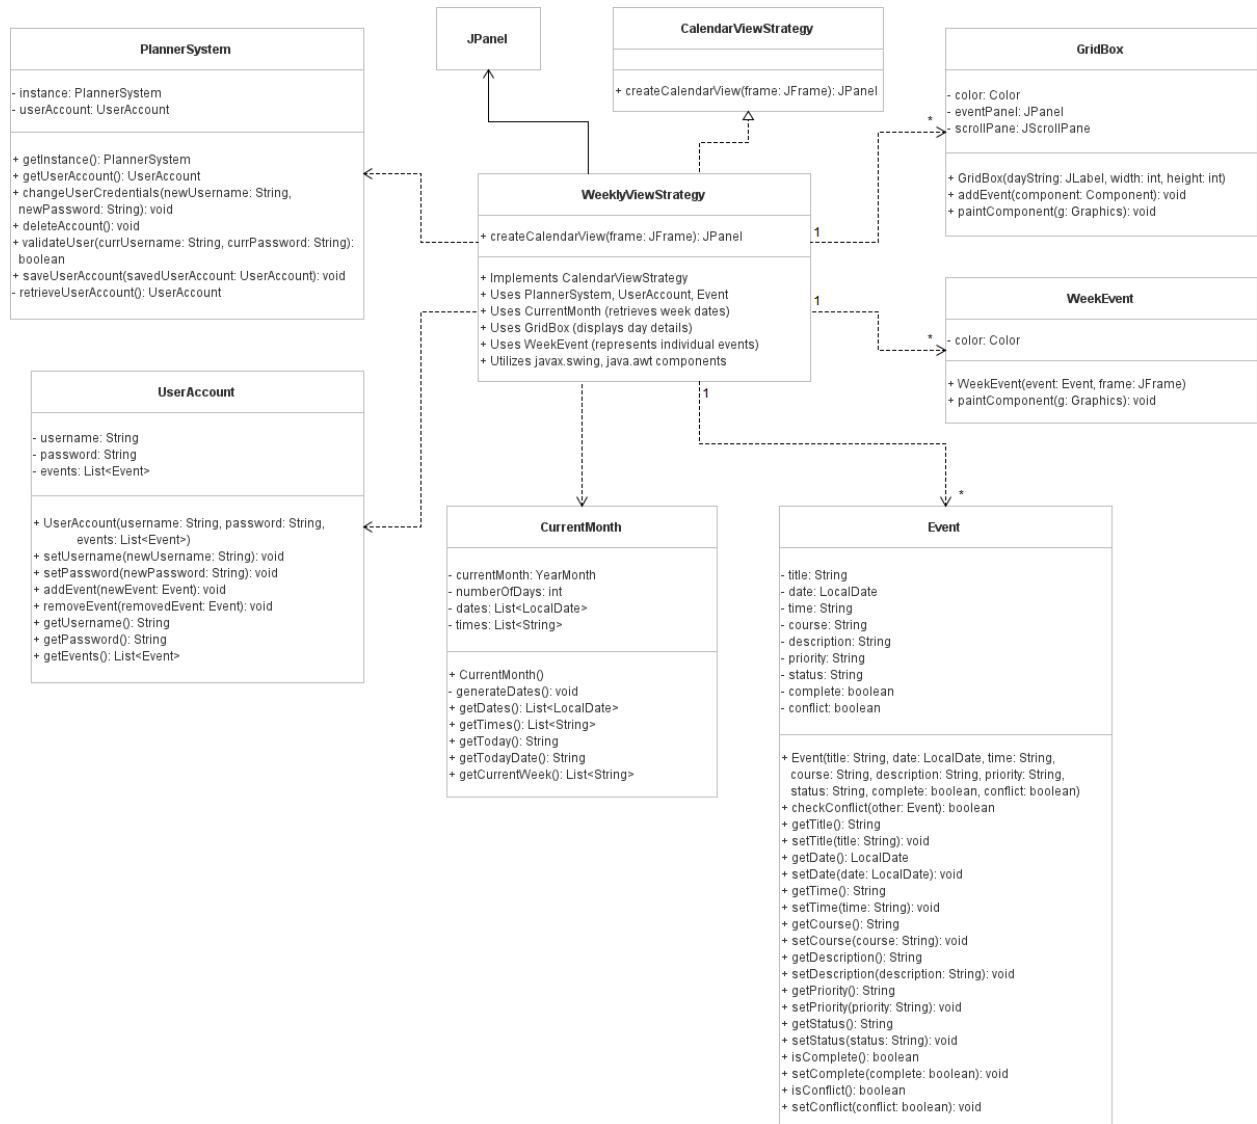 PlannerSystem
- instance: PlannerSystem
- userAccount: UserAccount
+ getInstance(): PlannerSystem
+ getUserAccount(): UserAccount
+ changeUserCredentials(newUsername: String,
newPassword: String): void
+ deleteAccount(): void
+ validateUser(currUsername: String, currPassword: String):
boolean
+ saveUserAccount(savedUserAccount: UserAccount): void
- retrieveUserAccount(): UserAccount
JPanel
CalendarViewStrategy
+ createCalendarView(frame: JFrame): JPanel
GridBox
- color: Color
- eventPanel: JPanel
- scrollPane: JScrollPane
+ GridBox(dayString: JLabel, width: int, height: int)
+ addEvent(component: Component): void
+ paintComponent(g: Graphics): void
*
1
WeeklyViewStrategy
+ createCalendarView(frame: JFrame): JPanel
+ Implements CalendarViewStrategy
+ Uses PlannerSystem, UserAccount, Event
+ Uses CurrentMonth (retrieves week dates)
+ Uses GridBox (displays day details)
+ Uses WeekEvent (represents individual events)
+ Utilizes javax.swing, java.awt components
1
*
WeekEvent
- color: Color
+ WeekEvent(event: Event, frame: JFrame)
+ paintComponent(g: Graphics): void
1
*
UserAccount
- username: String
- password: String
- events: List<Event>
+ UserAccount(username: String, password: String,
events: List<Event>)
+ setUsername(newUsername: String): void
+ setPassword(newPassword: String): void
+ addEvent(newEvent: Event): void
+ removeEvent(removedEvent: Event): void
+ getUsername(): String
+ getPassword(): String
+ getEvents(): List<Event>
CurrentMonth
- currentMonth: YearMonth
- numberOfDays: int
- dates: List<LocalDate>
- times: List<String>
+ CurrentMonth()
- generateDates(): void
+ getDates(): List<LocalDate>
+ getTimes(): List<String>
+ getToday(): String
+ getTodayDate(): String
+ getCurrentWeek(): List<String>
Event
- title: String
- date: LocalDate
- time: String
- course: String
- description: String
- priority: String
- status: String
- complete: boolean
- conflict: boolean
+ Event(title: String, date: LocalDate, time: String,
course: String, description: String, priority: String,
status: String, complete: boolean, conflict: boolean)
+ checkConflict(other: Event): boolean
+ getTitle(): String
+ setTitle(title: String): void
+ getDate(): LocalDate
+ setDate(date: LocalDate): void
+ getTime(): String
+ setTime(time: String): void
+ getCourse(): String
+ setCourse(course: String): void
+ getDescription(): String
+ setDescription(description: String): void
+ getPriority(): String
+ setPriority(priority: String): void
+ getStatus(): String
+ setStatus(status: String): void
+ isComplete(): boolean
+ setComplete(complete: boolean): void
+ isConflict(): boolean
+ setConflict(conflict: boolean): void